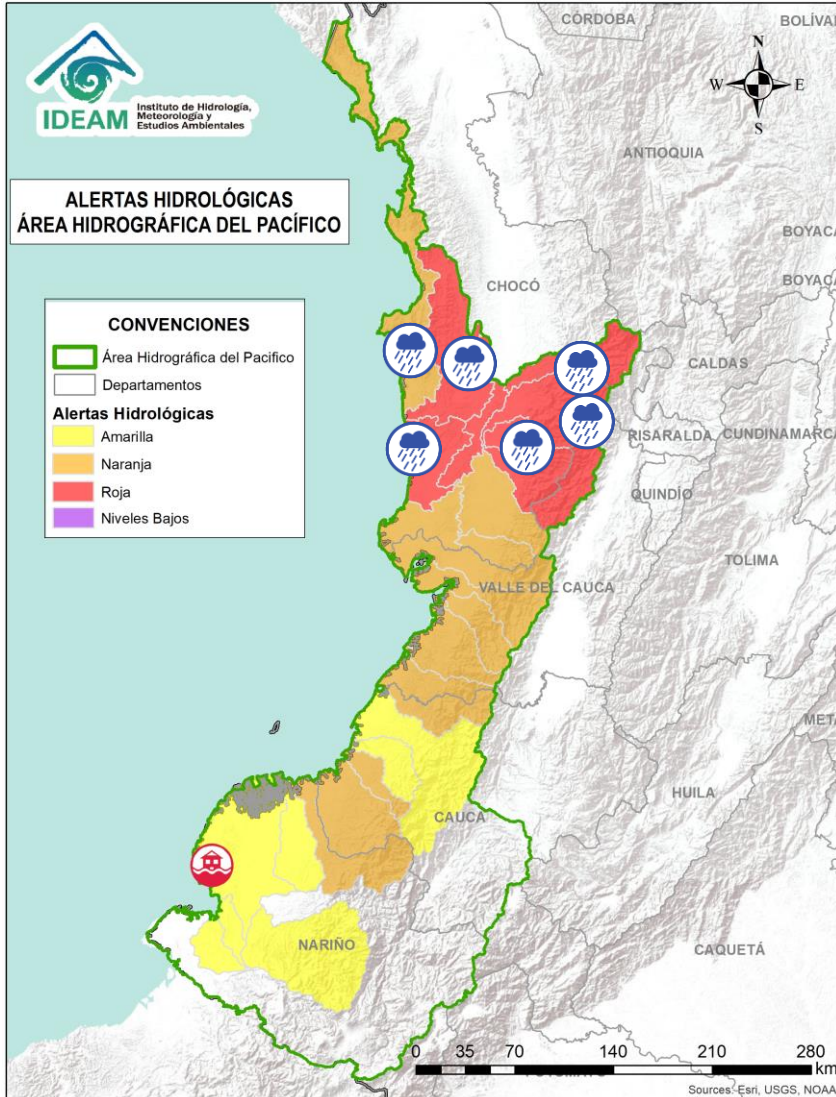 CÓRDOBA
BOLÍVA
IDEAM
Instituto de Hidrología,
Meteorología y
Estudios Ambientales
N
W
E
S
ANTIOQUIA
ALERTAS HIDROLÓGICAS
ÁREA HIDROGRÁFICA DEL PACÍFICO
BOYACÁ
BOYACÁ
CHOCÓ
CONVENCIONES
Área Hidrográfica del Pacifico
Departamentos
Alertas Hidrológicas
Amarilla
Naranja
Roja
Niveles Bajos
CALDAS
RISARALDA
CUNDINAMARCA
QUINDÍO
TOLIMA
VALLE DEL CAUCA
META
HUILA
CAUCA
NARIÑO
CAQUETÁ
0 35 70 140 210 280
km
Sources: Esri, USGS, NOAA